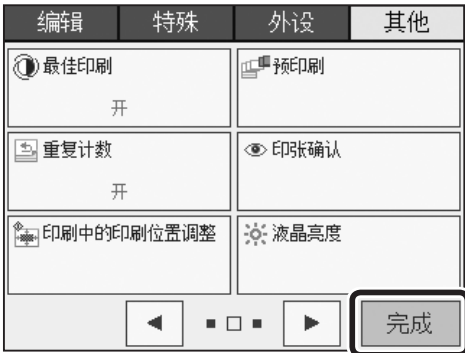 编辑 特殊 外设 其他
最佳印刷 预印刷
开
重复计数 印张确认
开
印刷中的印刷位置调整 液晶亮度
完成